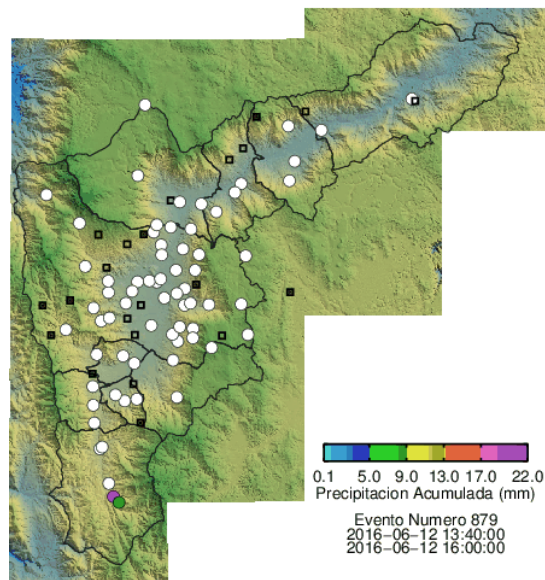 0.1 5.0 9.0 13.0 17.0 22.0
Precipitacion Acumulada (mm)
Evento Numero 879
2016-06-12 13:40:00
2016-06-12 16:00:00